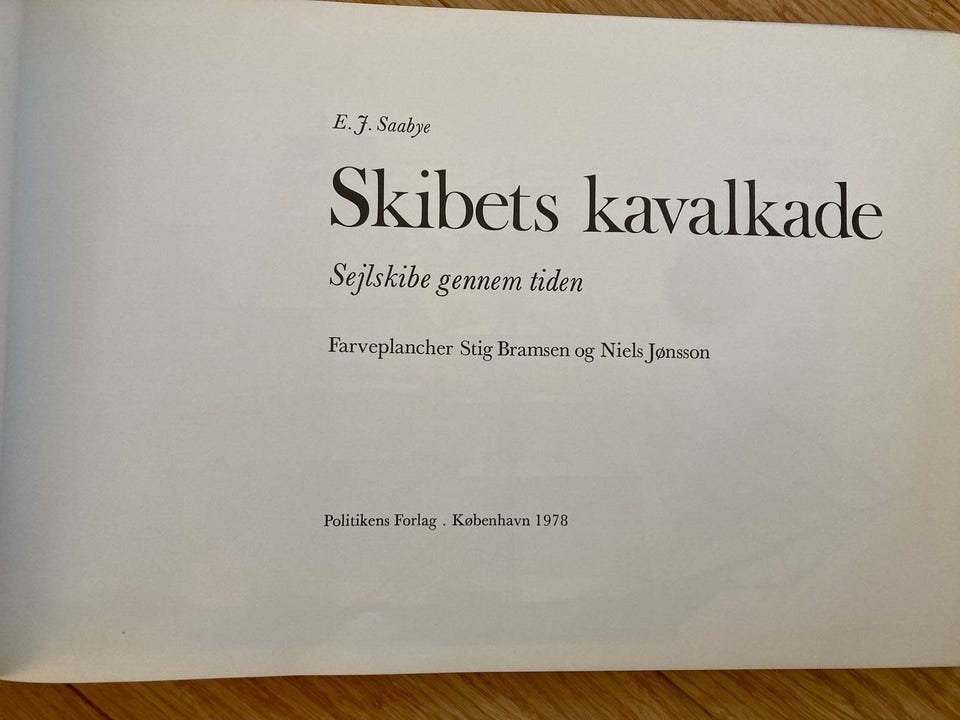 E. J. Saabye
Skibets kavalkade
Sejlskibe gennem tiden
Farveplancher Stig Bramsen og Niels Jønsson
Politikens Forlag . København 1978